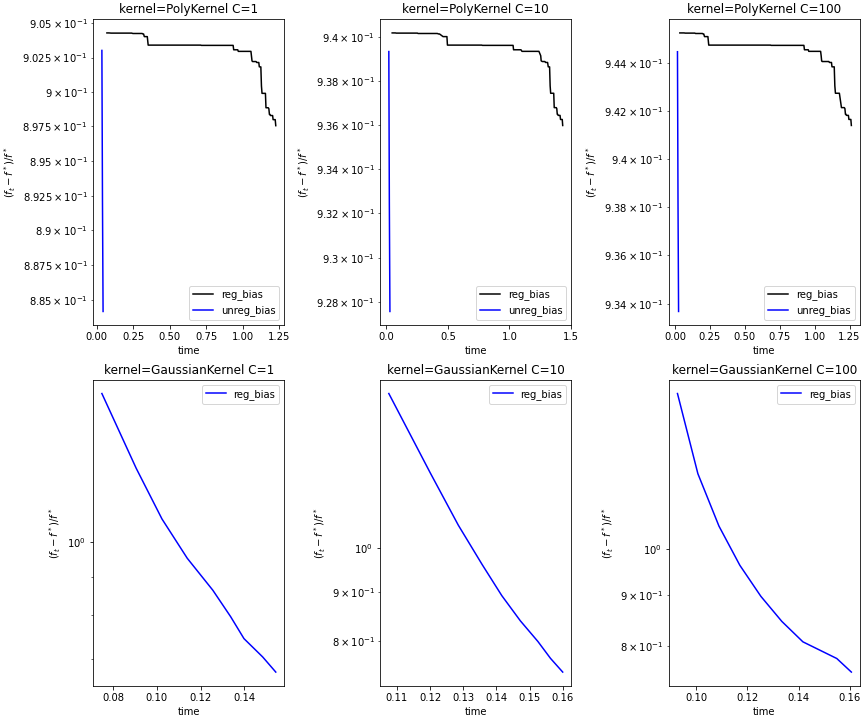 kernel=PolyKernel C=1
9.05 × 10⁻¹
9.025 × 10⁻¹
9 × 10⁻¹
8.975 × 10⁻¹
8.95 × 10⁻¹
8.925 × 10⁻¹
8.9 × 10⁻¹
8.875 × 10⁻¹
8.85 × 10⁻¹
(f_t − f*)/f*
reg_bias
unreg_bias
0.00 0.25 0.50 0.75 1.00 1.25
time
kernel=PolyKernel C=10
9.4 × 10⁻¹
9.39 × 10⁻¹
9.38 × 10⁻¹
9.37 × 10⁻¹
9.36 × 10⁻¹
9.34 × 10⁻¹
9.32 × 10⁻¹
9.3 × 10⁻¹
9.28 × 10⁻¹
(f_t − f*)/f*
reg_bias
unreg_bias
0.0 0.5 1.0 1.5
time
kernel=PolyKernel C=100
9.44 × 10⁻¹
9.42 × 10⁻¹
9.4 × 10⁻¹
9.38 × 10⁻¹
9.36 × 10⁻¹
9.34 × 10⁻¹
(f_t − f*)/f*
reg_bias
unreg_bias
0.00 0.25 0.50 0.75 1.00 1.25
time
kernel=GaussianKernel C=1
reg_bias
10⁰
(f_t − f*)/f*
0.08 0.10 0.12 0.14
time
kernel=GaussianKernel C=10
reg_bias
10⁰
9 × 10⁻¹
8 × 10⁻¹
(f_t − f*)/f*
0.11 0.12 0.13 0.14 0.15 0.16
time
kernel=GaussianKernel C=100
reg_bias
10⁰
9 × 10⁻¹
8 × 10⁻¹
(f_t − f*)/f*
0.10 0.12 0.14 0.16
time